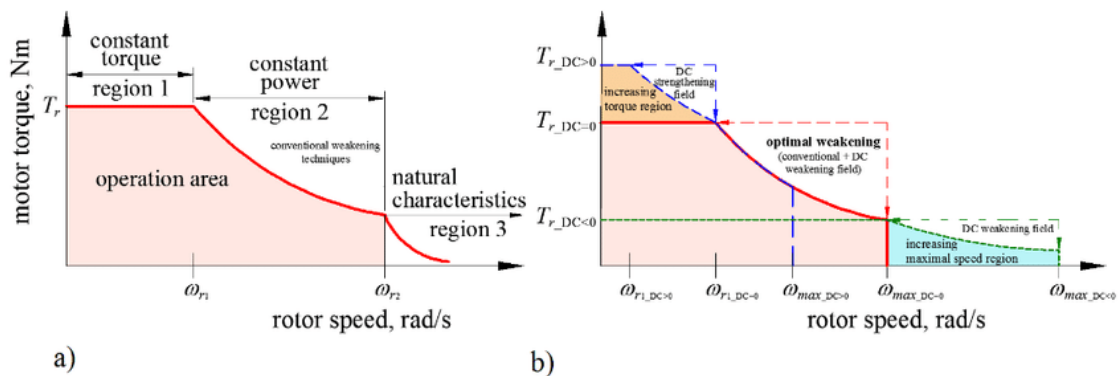 constant
torque
region 1
constant
power
region 2
conventional weakening
techniques
natural
characteristics
region 3
operation area
motor torque, Nm
T_r
ω_r1
ω_r2
rotor speed, rad/s
a)
T_r_DC>0
T_r_DC=0
T_r_DC<0
DC
strengthening
field
increasing
torque region
optimal weakening
(conventional + DC
weakening field)
DC weakening field
increasing
maximal speed region
ω_r1_DC>0
ω_r1_DC=0
ω_max_DC>0
ω_max_DC=0
ω_max_DC<0
rotor speed, rad/s
b)